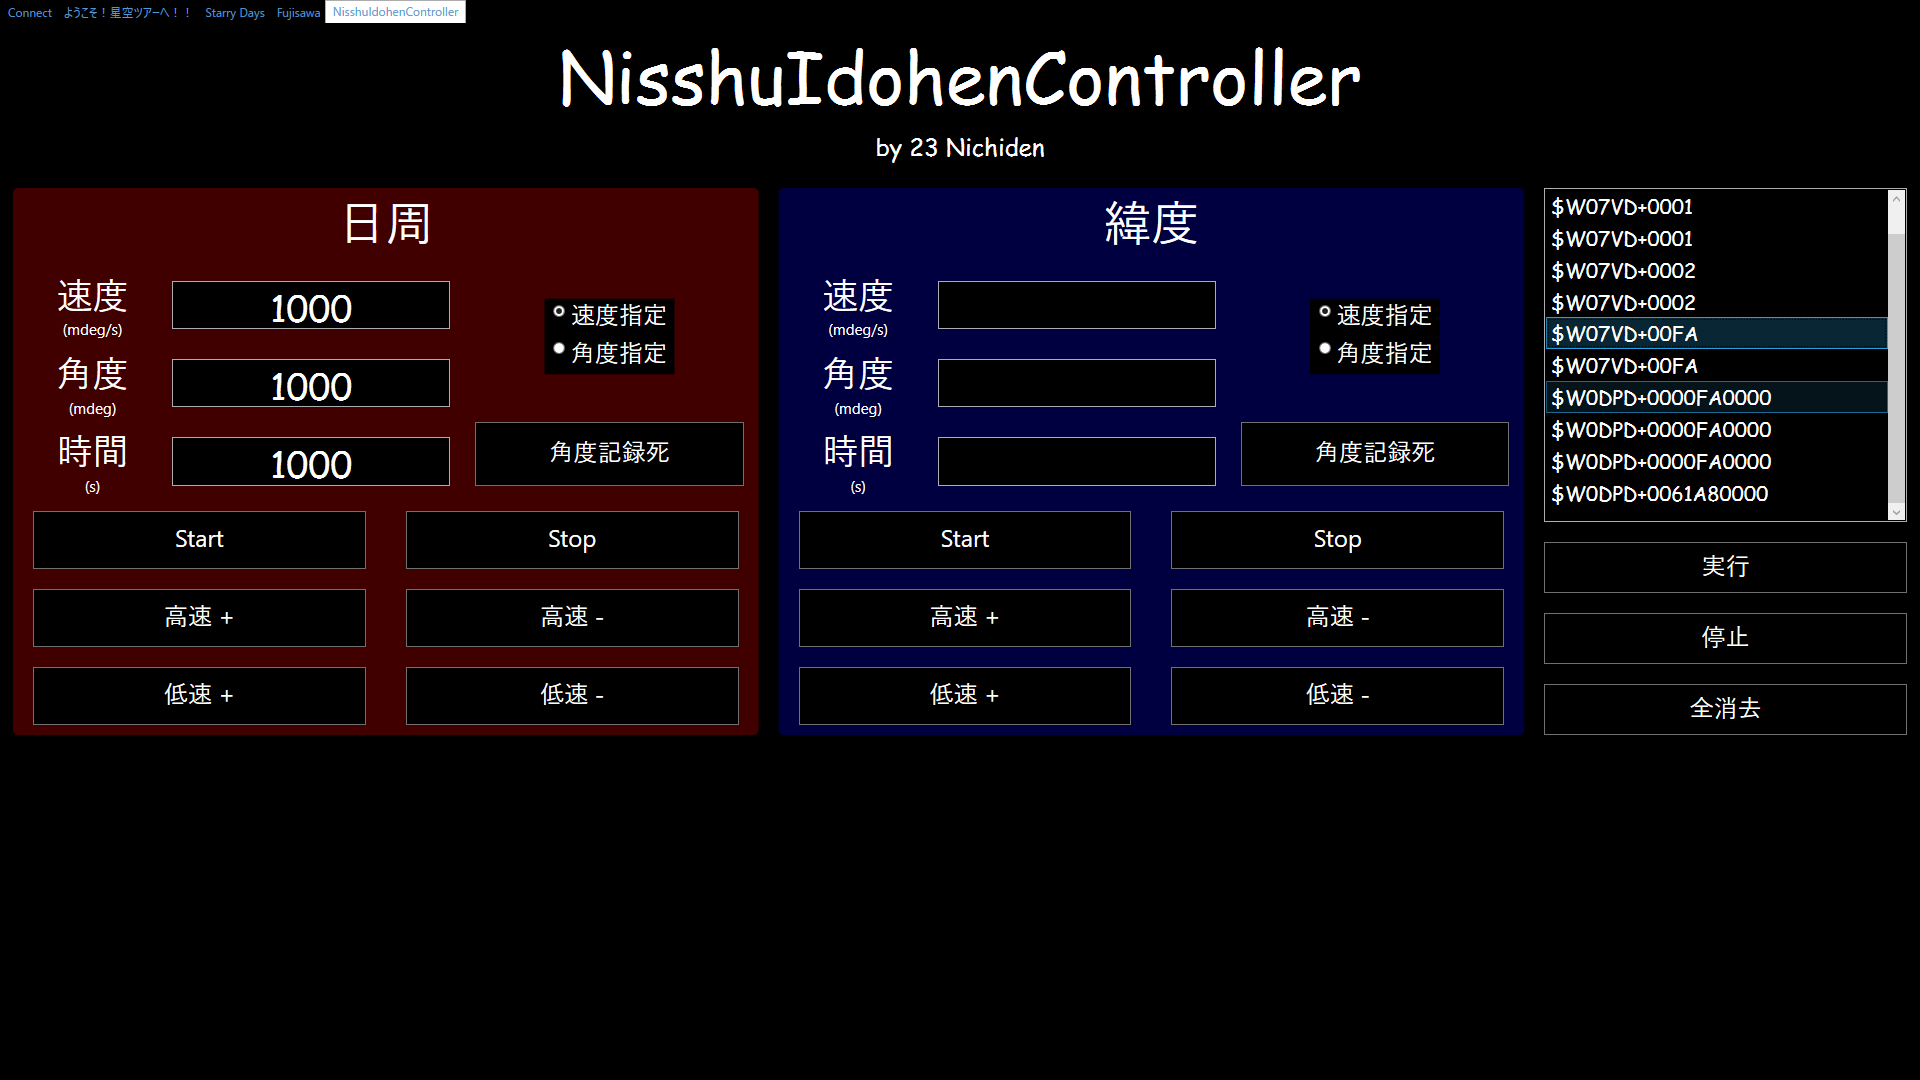 Connect ようこそ！星空ツアーへ！！ Starry Days Fujisawa NisshuIdohenController
NisshuIdohenController
by 23 Nichiden
日周
速度
(mdeg/s)
1000
速度指定
角度指定
角度
(mdeg)
1000
時間
(s)
1000
角度記録死
Start
Stop
高速 +
高速 -
低速 +
低速 -
緯度
速度
(mdeg/s)
速度指定
角度指定
角度
(mdeg)
時間
(s)
角度記録死
Start
Stop
高速 +
高速 -
低速 +
低速 -
$W07VD+0001
$W07VD+0001
$W07VD+0002
$W07VD+0002
$W07VD+00FA
$W07VD+00FA
$W0DPD+0000FA0000
$W0DPD+0000FA0000
$W0DPD+0000FA0000
$W0DPD+0061A80000
実行
停止
全消去